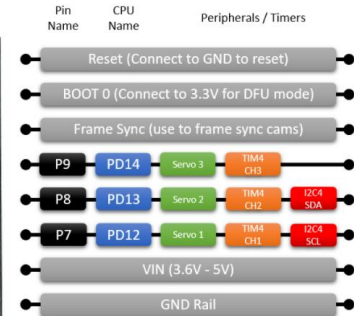 Pin Name CPU Name Peripherals / Timers
Reset (Connect to GND to reset)
BOOT 0 (Connect to 3.3V for DFU mode)
Frame Sync (use to frame sync cams)
P9 PD14 Servo 3 TIM4 CH3
P8 PD13 Servo 2 TIM4 CH2 I2C4 SDA
P7 PD12 Servo 1 TIM4 CH1 I2C4 SCL
VIN (3.6V - 5V)
GND Rail